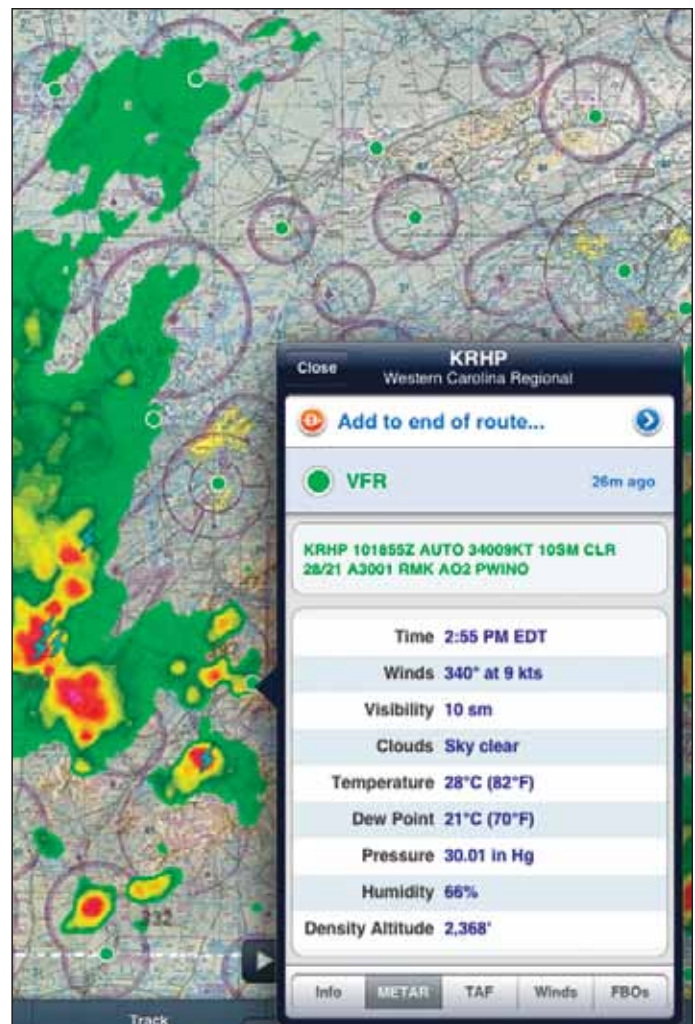 Close
KRHP
Western Carolina Regional
Add to end of route...
VFR 26m ago
KRHP 101855Z AUTO 34009KT 10SM CLR
28/21 A3001 RMK AO2 PWINO
Time 2:55 PM EDT
Winds 340° at 9 kts
Visibility 10 sm
Clouds Sky clear
Temperature 28°C (82°F)
Dew Point 21°C (70°F)
Pressure 30.01 in Hg
Humidity 66%
Density Altitude 2,368'
Info METAR TAF Winds FBOs
332
Track